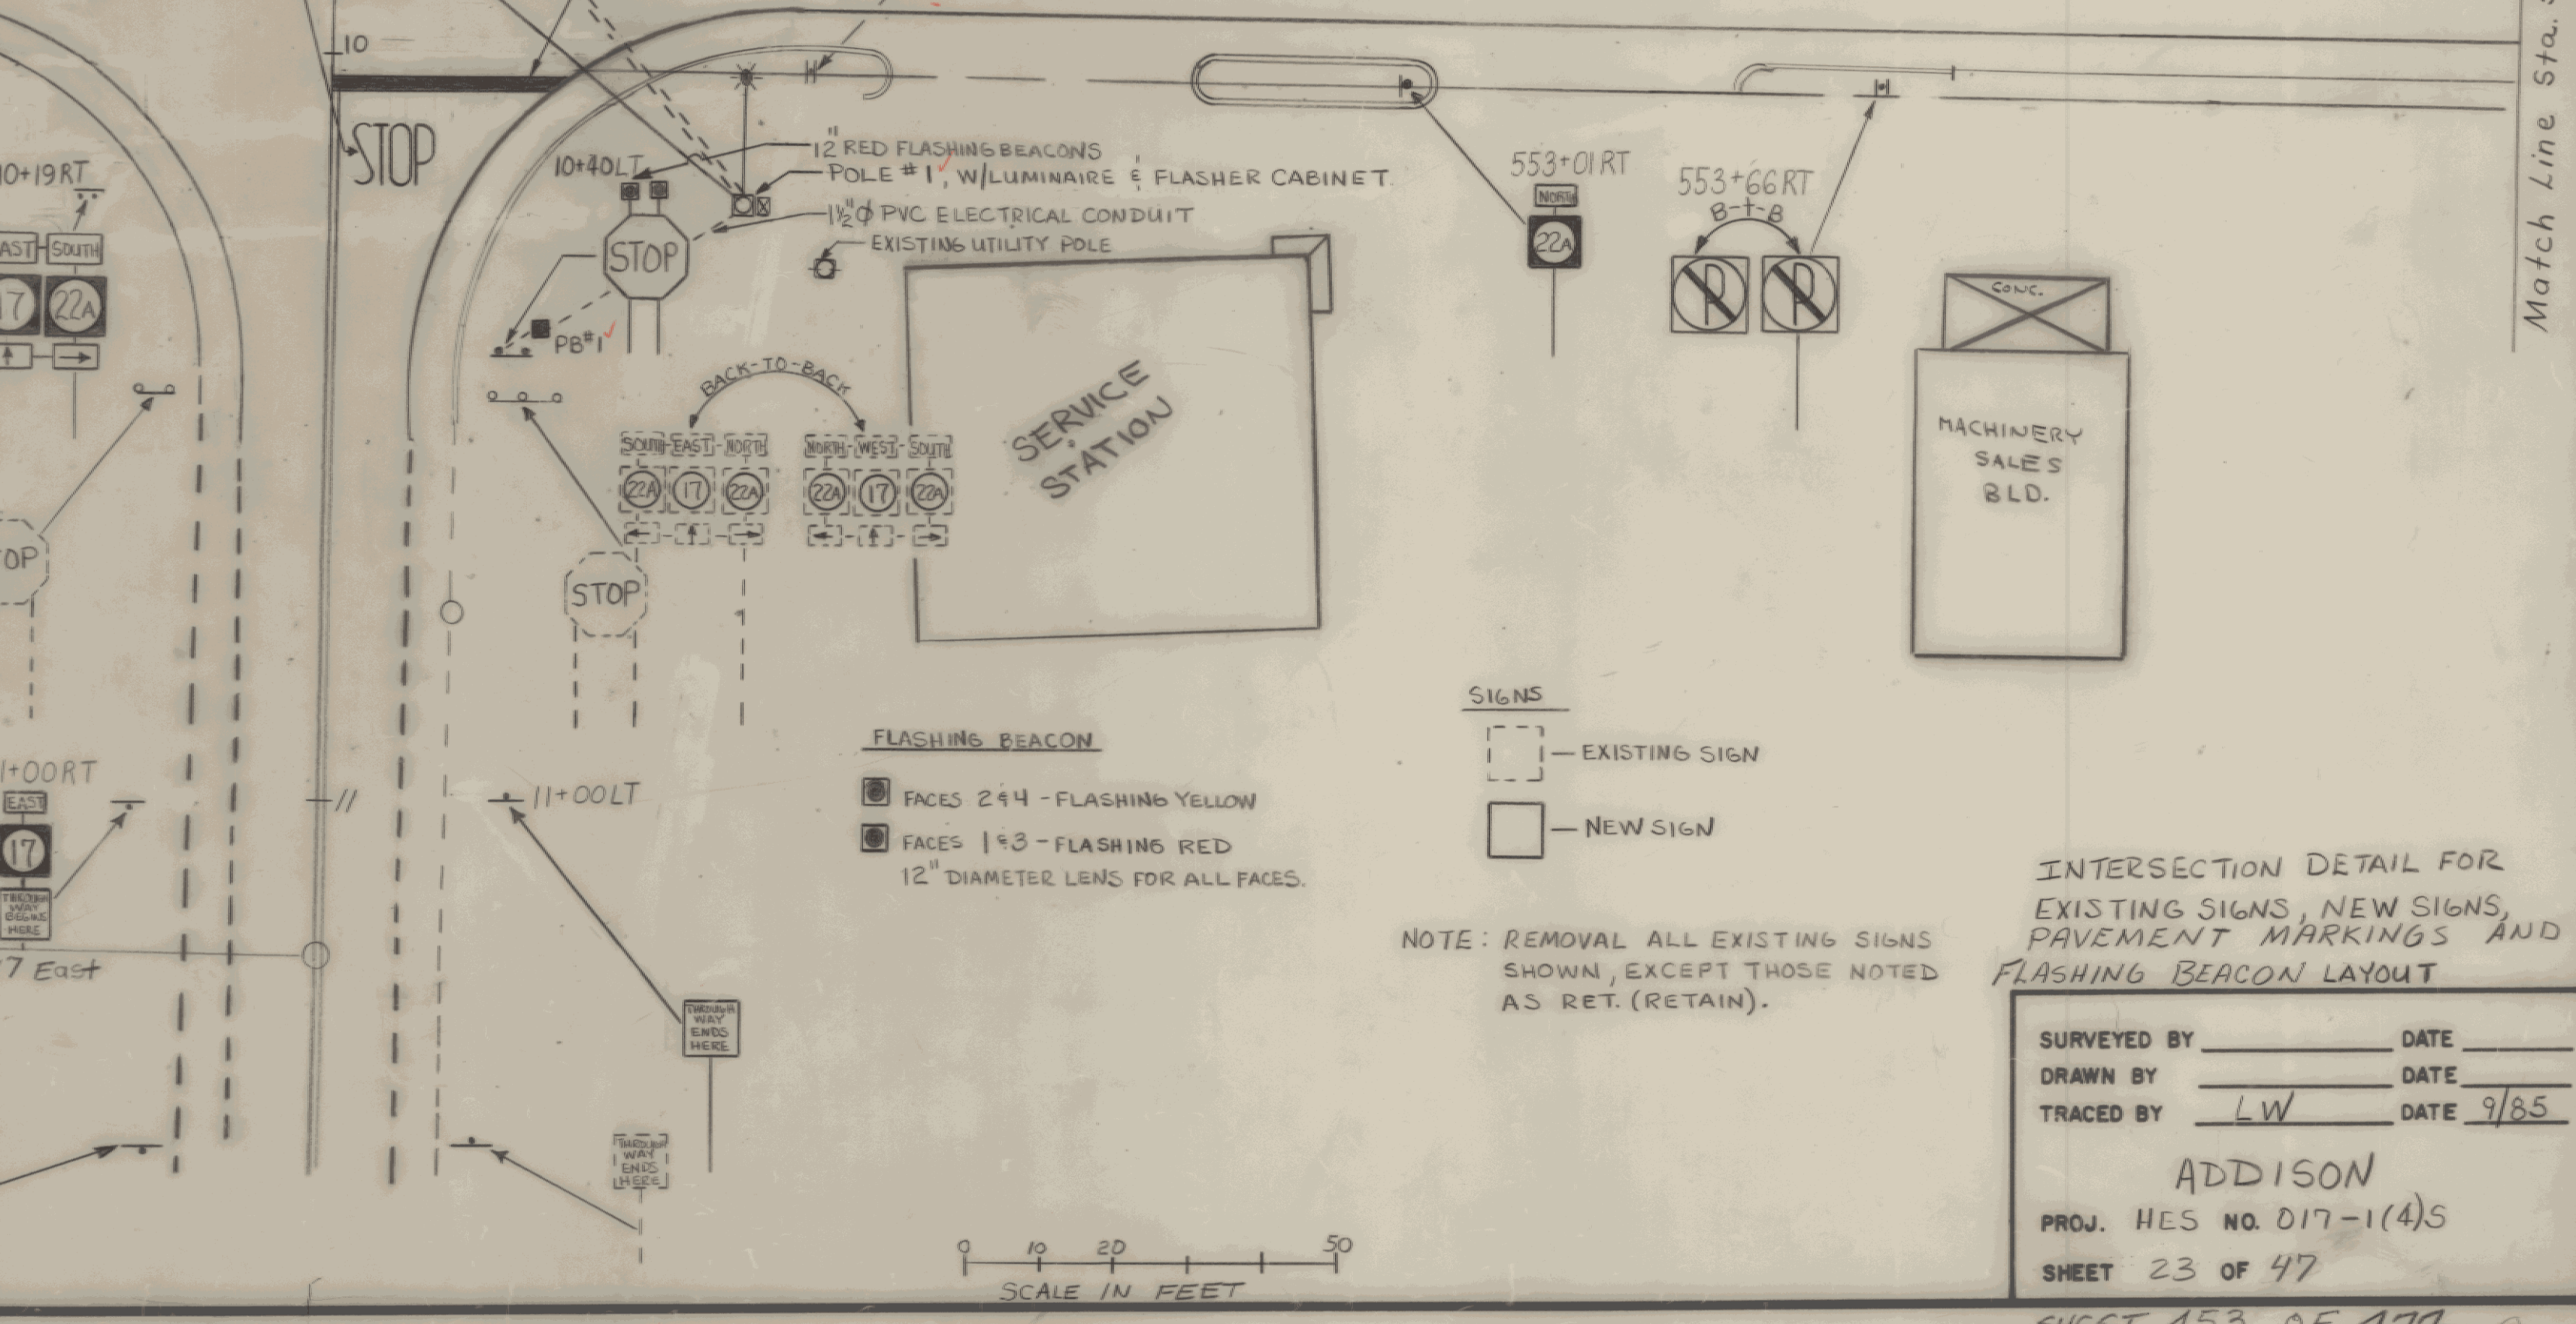 10
STOP
10+19RT
AST
SOUTH
17
22A
10+40LT
12" RED FLASHING BEACONS
POLE #1, W/LUMINAIRE & FLASHER CABINET
1½"Ø PVC ELECTRICAL CONDUIT
EXISTING UTILITY POLE
STOP
PB#1
BACK-TO-BACK
SOUTH-EAST-NORTH
22A 17 22A
NORTH-WEST-SOUTH
22A 17 22A
STOP
OP
SERVICE
STATION
553+01RT
NORTH
22A
553+66RT
B-T-B
P
P
CONC.
MACHINERY
SALES
BLD.
Match Line Sta.
1+00RT
EAST
17
THROUGH
WAY
BEGINS
HERE
7 East
11
11+00LT
THROUGH
WAY
ENDS
HERE
THROUGH
WAY
ENDS
HERE
FLASHING BEACON
FACES 2&4 - FLASHING YELLOW
FACES 1&3 - FLASHING RED
12" DIAMETER LENS FOR ALL FACES.
SIGNS
EXISTING SIGN
NEW SIGN
NOTE: REMOVAL ALL EXISTING SIGNS
SHOWN, EXCEPT THOSE NOTED
AS RET. (RETAIN).
0 10 20 50
SCALE IN FEET
INTERSECTION DETAIL FOR
EXISTING SIGNS, NEW SIGNS,
PAVEMENT MARKINGS AND
FLASHING BEACON LAYOUT
SURVEYED BY DATE
DRAWN BY DATE
TRACED BY LW DATE 9/85
ADDISON
PROJ. HES NO. 017-1(4)S
SHEET 23 OF 47